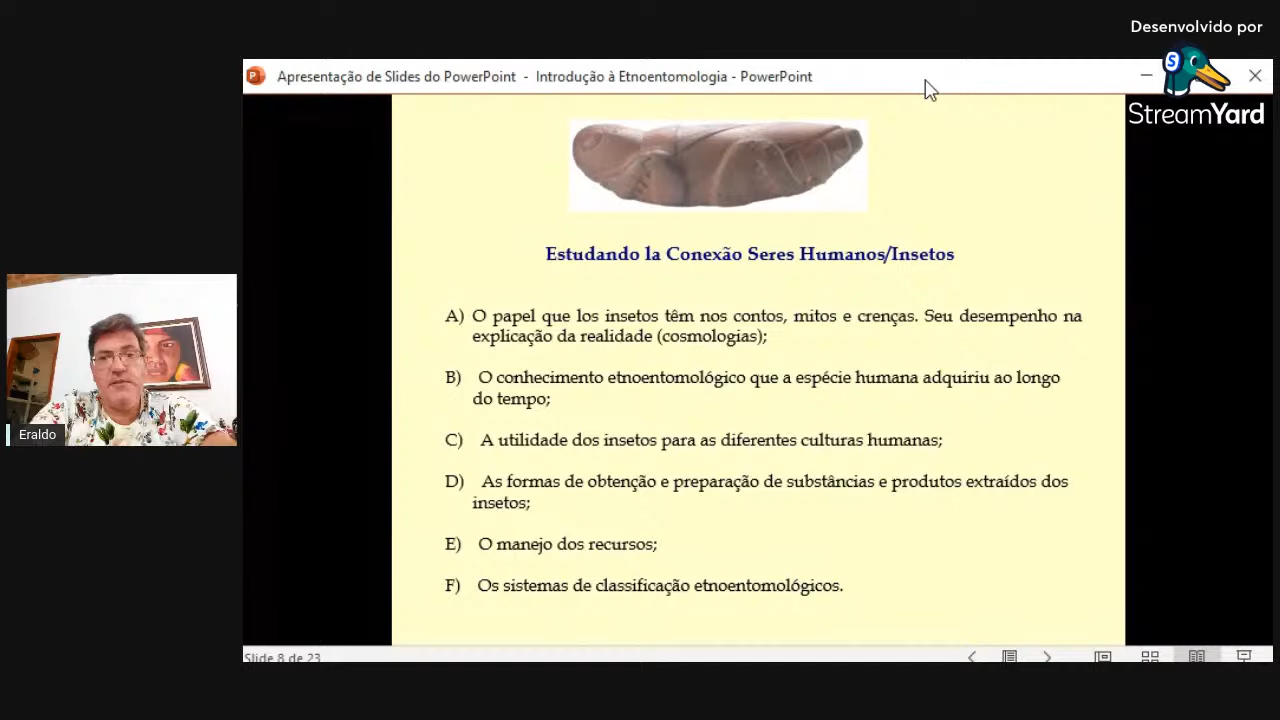 Desenvolvido por
StreamYard
Apresentação de Slides do PowerPoint - Introdução à Etnoentomologia - PowerPoint
Estudando la Conexão Seres Humanos/Insetos
A) O papel que los insetos têm nos contos, mitos e crenças. Seu desempenho na
explicação da realidade (cosmologias);
B) O conhecimento etnoentomológico que a espécie humana adquiriu ao longo
do tempo;
C) A utilidade dos insetos para as diferentes culturas humanas;
D) As formas de obtenção e preparação de substâncias e produtos extraídos dos
insetos;
E) O manejo dos recursos;
F) Os sistemas de classificação etnoentomológicos.
Eraldo
Slide 8 de 23